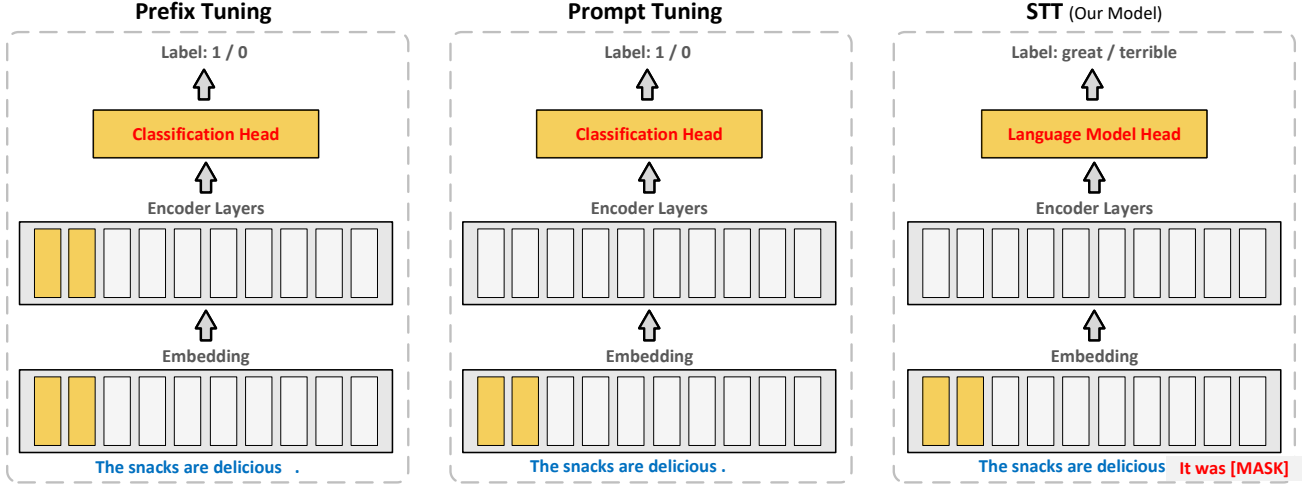 Prefix Tuning
Label: 1 / 0
Classification Head
Encoder Layers
Embedding
The snacks are delicious .
Prompt Tuning
Label: 1 / 0
Classification Head
Encoder Layers
Embedding
The snacks are delicious .
STT (Our Model)
Label: great / terrible
Language Model Head
Encoder Layers
Embedding
The snacks are delicious It was [MASK]